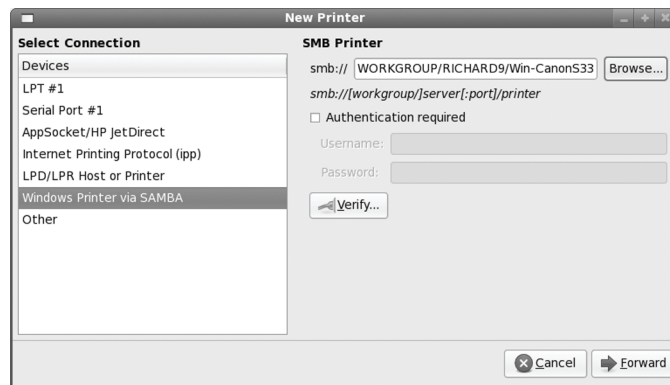 New Printer
Select Connection
Devices
LPT #1
Serial Port #1
AppSocket/HP JetDirect
Internet Printing Protocol (ipp)
LPD/LPR Host or Printer
Windows Printer via SAMBA
Other
SMB Printer
smb:// WORKGROUP/RICHARD9/Win-CanonS33 Browse...
smb://[workgroup/]server[:port]/printer
Authentication required
Username:
Password:
Verify...
Cancel Forward